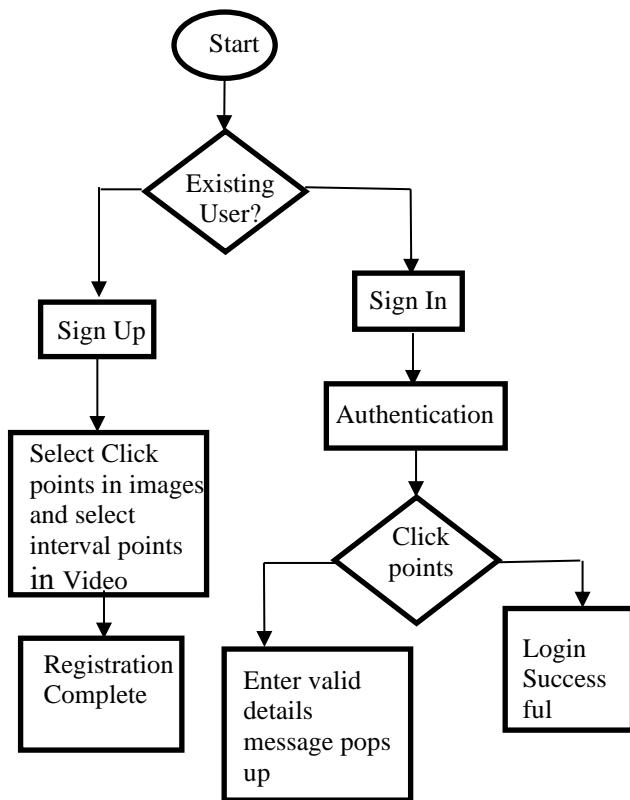 Start
Existing
User?
Sign Up
Sign In
Select Click
points in images
and select
interval points
in Video
Authentication
Click
points
Registration
Complete
Enter valid
details
message pops
up
Login
Success
ful